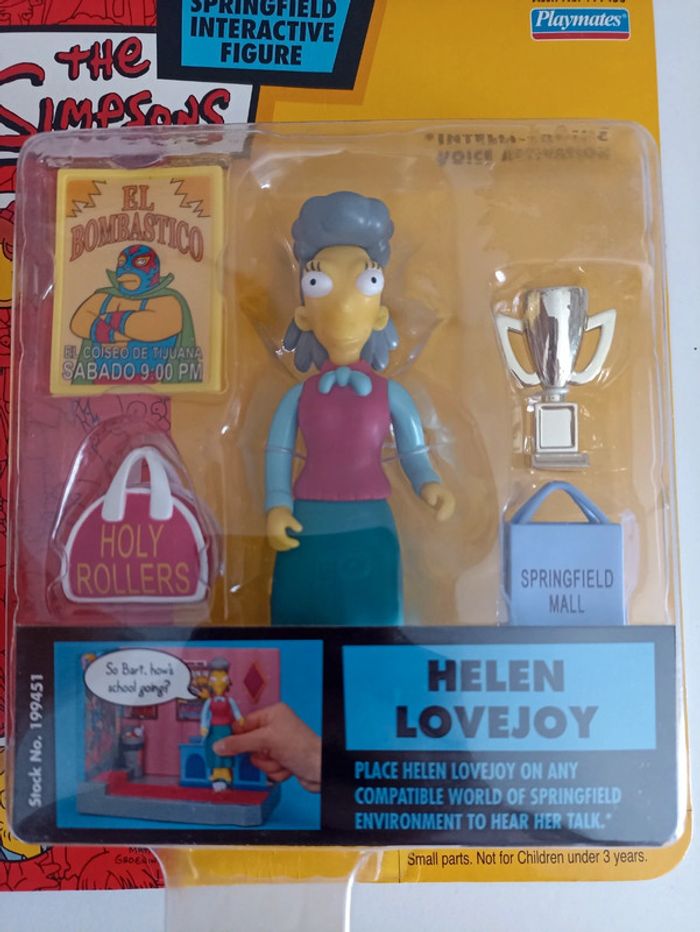 SPRINGFIELD
INTERACTIVE
FIGURE
Playmates
THE
SIMPSONS
EL
BOMBASTICO
EL COISEO DE TIJUANA
SABADO 9:00 PM
HOLY
ROLLERS
SPRINGFIELD
MALL
So Bart, how's
school going?
HELEN
LOVEJOY
PLACE HELEN LOVEJOY ON ANY
COMPATIBLE WORLD OF SPRINGFIELD
ENVIRONMENT TO HEAR HER TALK.*
Stock No. 199451
Small parts. Not for Children under 3 years.